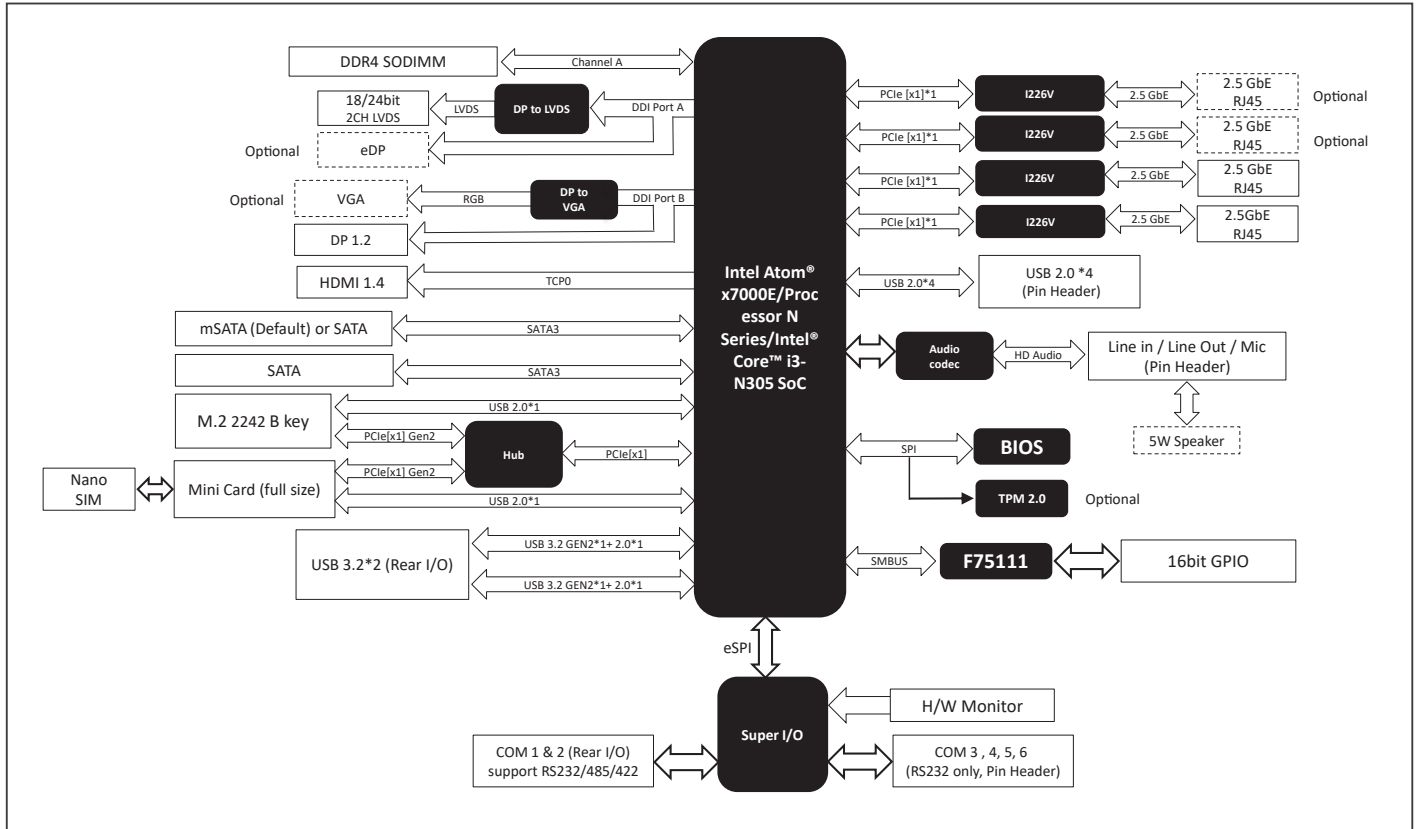 DDR4 SODIMM
Channel A
18/24bit
2CH LVDS
LVDS
DP to LVDS
DDI Port A
Optional
eDP
Optional
VGA
RGB
DP to
VGA
DDI Port B
DP 1.2
HDMI 1.4
TCP0
mSATA (Default) or SATA
SATA3
SATA
SATA3
M.2 2242 B key
USB 2.0*1
PCIe[x1] Gen2
Hub
PCIe[x1]
Nano
SIM
Mini Card (full size)
PCIe[x1] Gen2
USB 2.0*1
USB 3.2*2 (Rear I/O)
USB 3.2 GEN2*1+ 2.0*1
USB 3.2 GEN2*1+ 2.0*1
Intel Atom®
x7000E/Proc
essor N
Series/Intel®
Core™ i3-
N305 SoC
PCIe [x1]*1
I226V
2.5 GbE
2.5 GbE
RJ45
Optional
PCIe [x1]*1
I226V
2.5 GbE
2.5 GbE
RJ45
Optional
PCIe [x1]*1
I226V
2.5 GbE
2.5 GbE
RJ45
PCIe [x1]*1
I226V
2.5 GbE
2.5GbE
RJ45
USB 2.0*4
USB 2.0 *4
(Pin Header)
Audio
codec
HD Audio
Line in / Line Out / Mic
(Pin Header)
5W Speaker
SPI
BIOS
TPM 2.0
Optional
SMBUS
F75111
16bit GPIO
eSPI
Super I/O
H/W Monitor
COM 1 & 2 (Rear I/O)
support RS232/485/422
COM 3 , 4, 5, 6
(RS232 only, Pin Header)